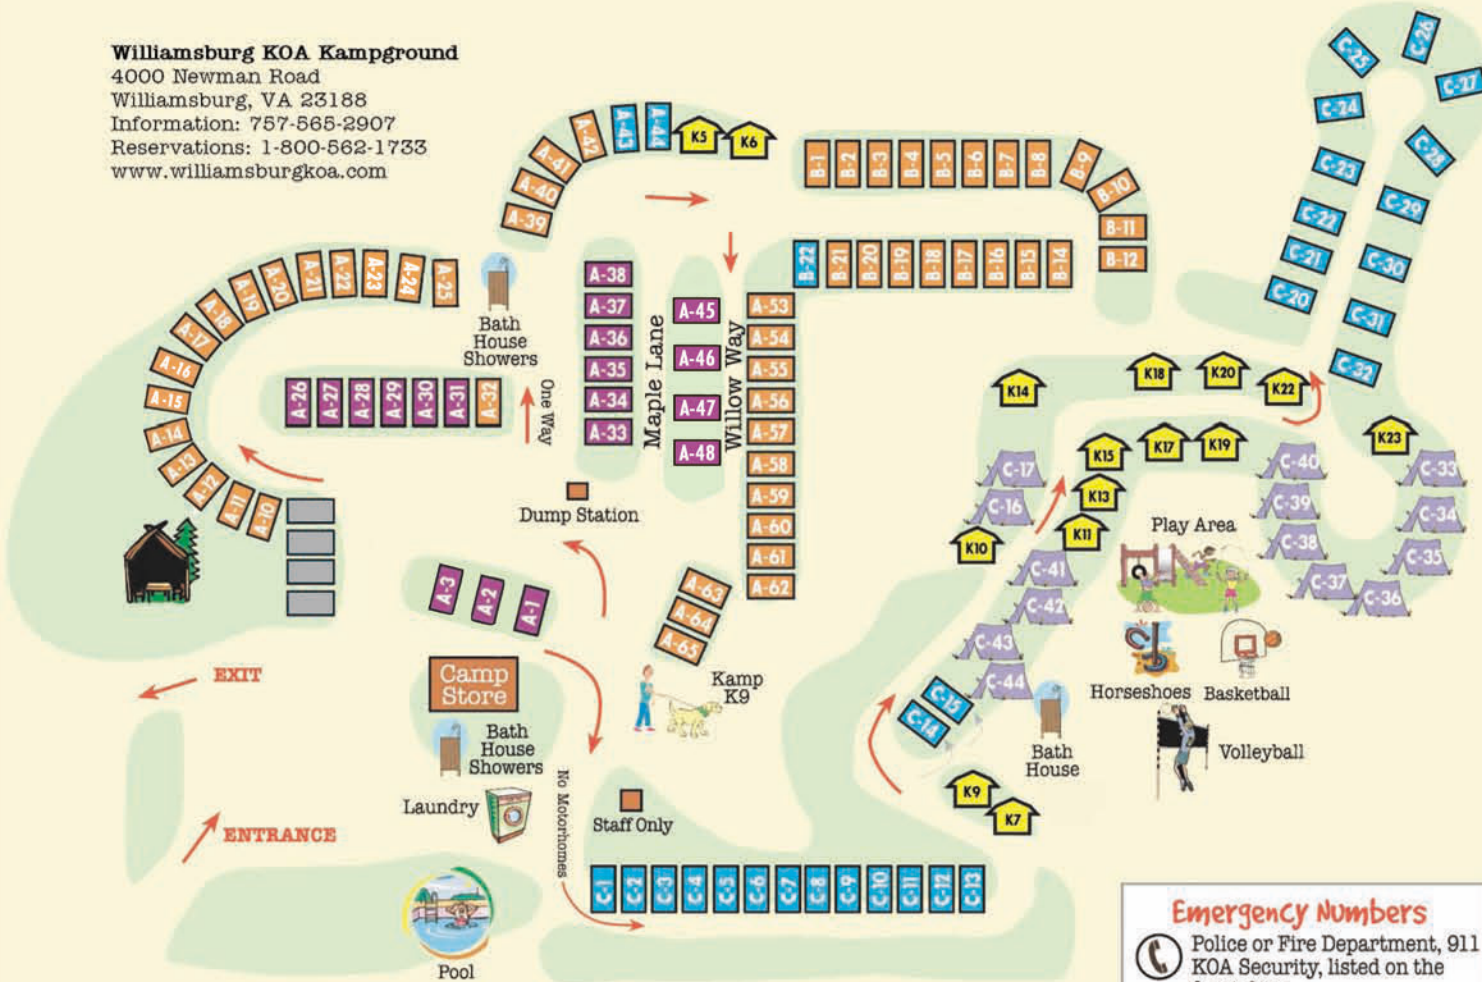 Williamsburg KOA Kampground
4000 Newman Road
Williamsburg, VA 23188
Information: 757-565-2907
Reservations: 1-800-562-1733
www.williamsburgkoa.com
A-39
A-40
A-41
A-42
A-43
A-44
K5
K6
B-1
B-2
B-3
B-4
B-5
B-6
B-7
B-8
B-9
B-10
B-11
B-12
B-22
B-21
B-20
B-19
B-18
B-17
B-16
B-15
B-14
C-25
C-26
C-27
C-24
C-28
C-23
C-29
C-22
C-21
C-30
C-20
C-31
C-32
A-25
A-24
A-23
A-22
A-21
A-20
A-19
A-18
A-17
A-16
A-15
A-14
A-13
A-12
A-11
A-10
Bath
House
Showers
A-26
A-27
A-28
A-29
A-30
A-31
A-32
One Way
A-38
A-37
A-36
A-35
A-34
A-33
Maple Lane
A-45
A-46
A-47
A-48
Willow Way
A-53
A-54
A-55
A-56
A-57
A-58
A-59
A-60
A-61
A-62
A-63
A-64
A-65
Dump Station
A-3
A-2
A-1
EXIT
Camp
Store
Bath
House
Showers
Laundry
ENTRANCE
Pool
Kamp
K9
No Motorhomes
Staff Only
C-1
C-2
C-3
C-4
C-5
C-6
C-7
C-8
C-9
C-10
C-11
C-12
C-13
K14
K18
K20
K22
K23
K15
K17
K19
K13
K11
K10
C-17
C-16
C-40
C-39
C-38
C-37
C-36
C-35
C-34
C-33
C-41
C-42
C-43
C-44
C-15
C-14
K9
K7
Play Area
Horseshoes
Basketball
Volleyball
Bath
House
Emergency Numbers
Police or Fire Department, 911
KOA Security, listed on the